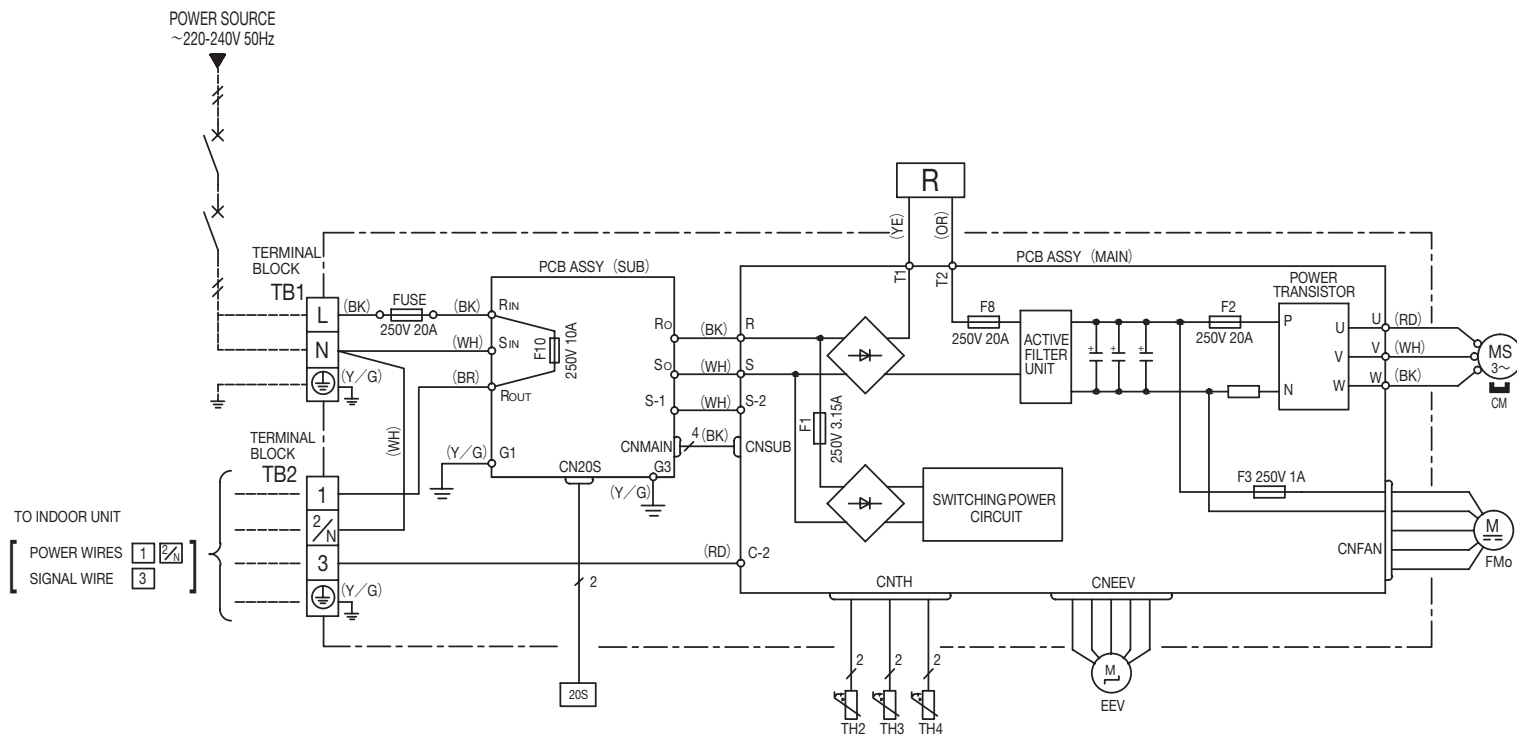 POWER SOURCE
～220-240V 50Hz
R
(YE)
(OR)
TERMINAL
BLOCK
TB1
PCB ASSY (SUB)
T1
T2
PCB ASSY (MAIN)
POWER
TRANSISTOR
L
(BK)
FUSE
250V 20A
(BK)
RIN
N
(WH)
SIN
F10
250V 10A
(Y/G)
(BR)
ROUT
RO
(BK)
R
SO
(WH)
S
S-1
(WH)
S-2
CNMAIN
4
(BK)
CNSUB
F1
250V 3.15A
F8
250V 20A
ACTIVE
FILTER
UNIT
+
+
+
F2
250V 20A
P
N
U
V
W
U
(RD)
V
(WH)
W
(BK)
MS
3～
CM
TERMINAL
BLOCK
TB2
(WH)
(Y/G)
G1
CN20S
G3
(Y/G)
SWITCHING POWER
CIRCUIT
F3 250V 1A
CNFAN
M
FMo
TO INDOOR UNIT
POWER WIRES 1 2/N
SIGNAL WIRE 3
1
2/N
3
(Y/G)
(RD)
C-2
2
20S
CNTH
CNEEV
2
2
2
TH2
TH3
TH4
M
EEV